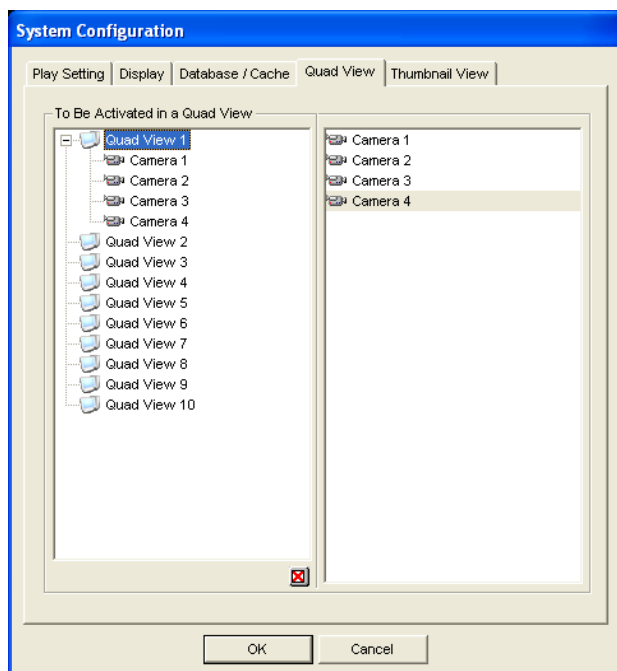 System Configuration
Play Setting Display Database / Cache Quad View Thumbnail View
To Be Activated in a Quad View
Quad View 1
Camera 1
Camera 2
Camera 3
Camera 4
Quad View 2
Quad View 3
Quad View 4
Quad View 5
Quad View 6
Quad View 7
Quad View 8
Quad View 9
Quad View 10
Camera 1
Camera 2
Camera 3
Camera 4
OK Cancel